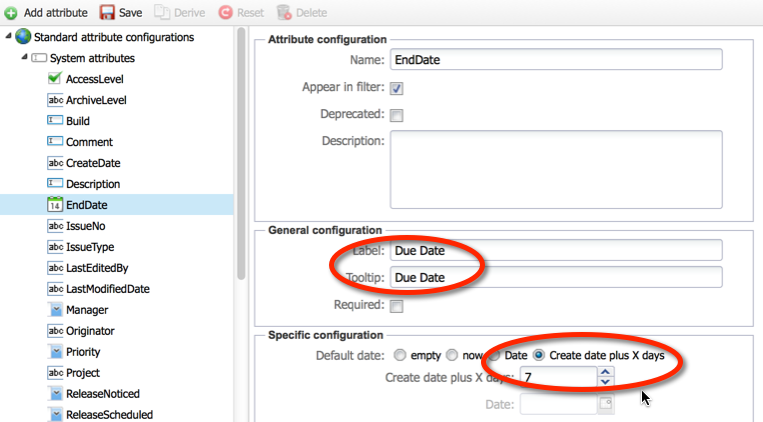 Add attribute Save Derive Reset Delete
Standard attribute configurations
System attributes
AccessLevel
abc ArchiveLevel
Build
Comment
abc CreateDate
Description
14 EndDate
abc IssueNo
abc IssueType
abc LastEditedBy
abc LastModifiedDate
Manager
abc Originator
Priority
abc Project
ReleaseNoticed
ReleaseScheduled
Attribute configuration
Name: EndDate
Appear in filter:
Deprecated:
Description:
General configuration
Label: Due Date
Tooltip: Due Date
Required:
Specific configuration
Default date: empty now Date Create date plus X days
Create date plus X days: 7
Date: